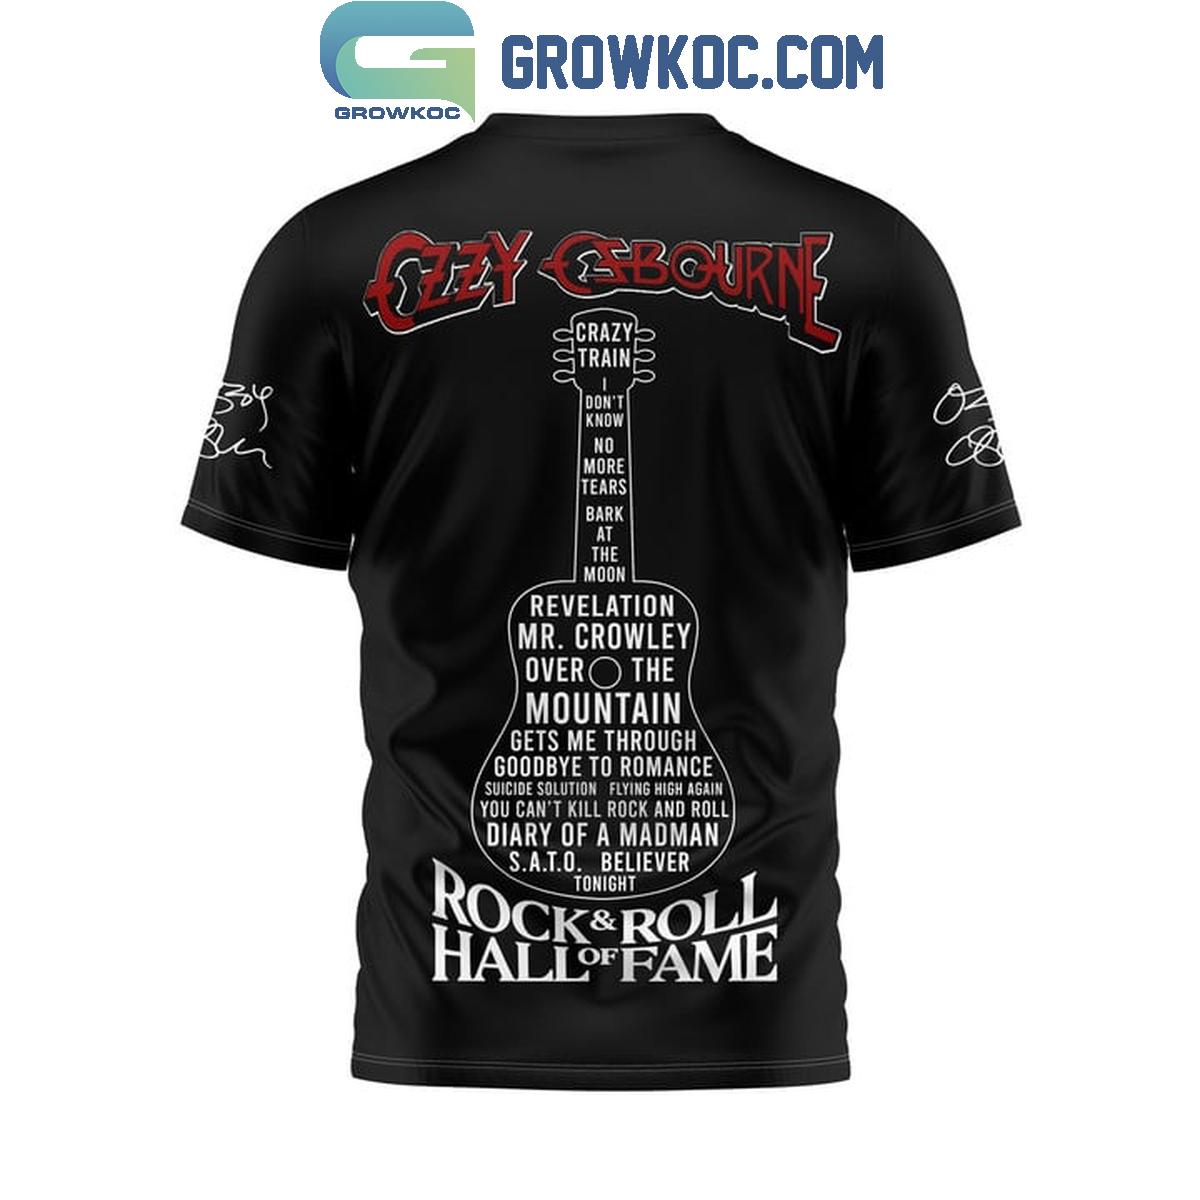 GROWKOC
GROWKOC.COM
OZZY OSBOURNE
CRAZY
TRAIN
I
DON'T
KNOW
NO
MORE
TEARS
BARK
AT
THE
MOON
REVELATION
MR. CROWLEY
OVER THE
MOUNTAIN
GETS ME THROUGH
GOODBYE TO ROMANCE
SUICIDE SOLUTION FLYING HIGH AGAIN
YOU CAN'T KILL ROCK AND ROLL
DIARY OF A MADMAN
S.A.T.O. BELIEVER
TONIGHT
ROCK & ROLL
HALL OF FAME